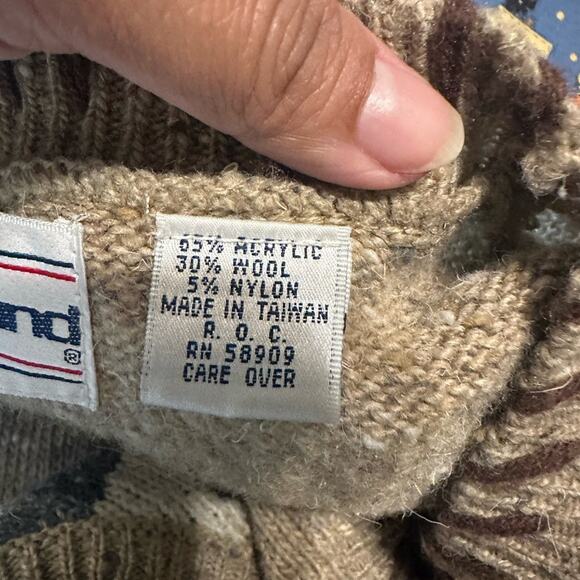 65% ACRYLIC
30% WOOL
5% NYLON
MADE IN TAIWAN
R. O. C.
RN 58909
CARE OVER
®